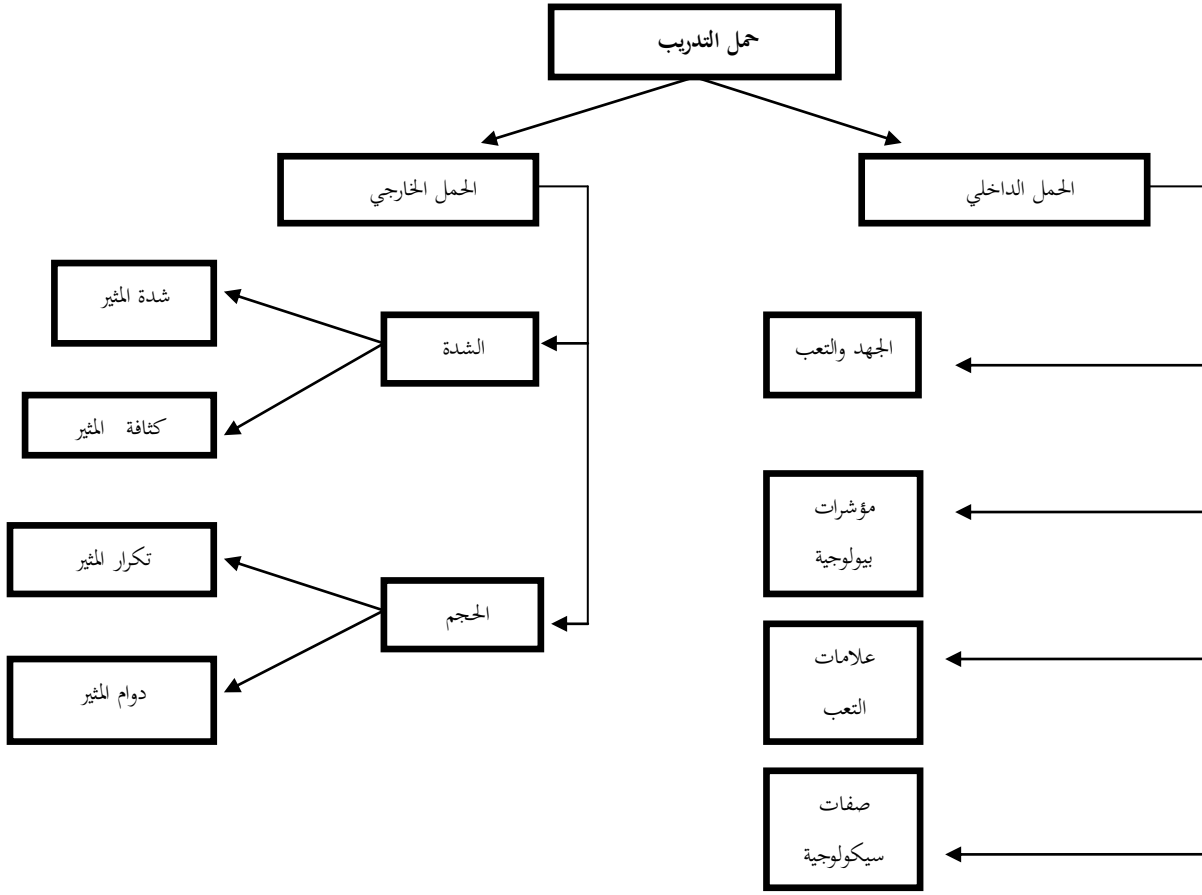 حمل التدريب
الحمل الداخلي
الحمل الخارجي
الجهد والتعب
مؤشرات
بيولوجية
علامات
التعب
صفات
سيكولوجية
الشدة
شدة المثير
كثافة المثير
الحجم
تكرار المثير
دوام المثير